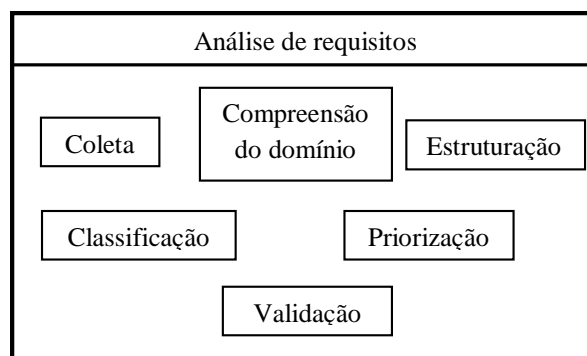 Análise de requisitos
Coleta
Compreensão
do domínio
Estruturação
Classificação
Priorização
Validação